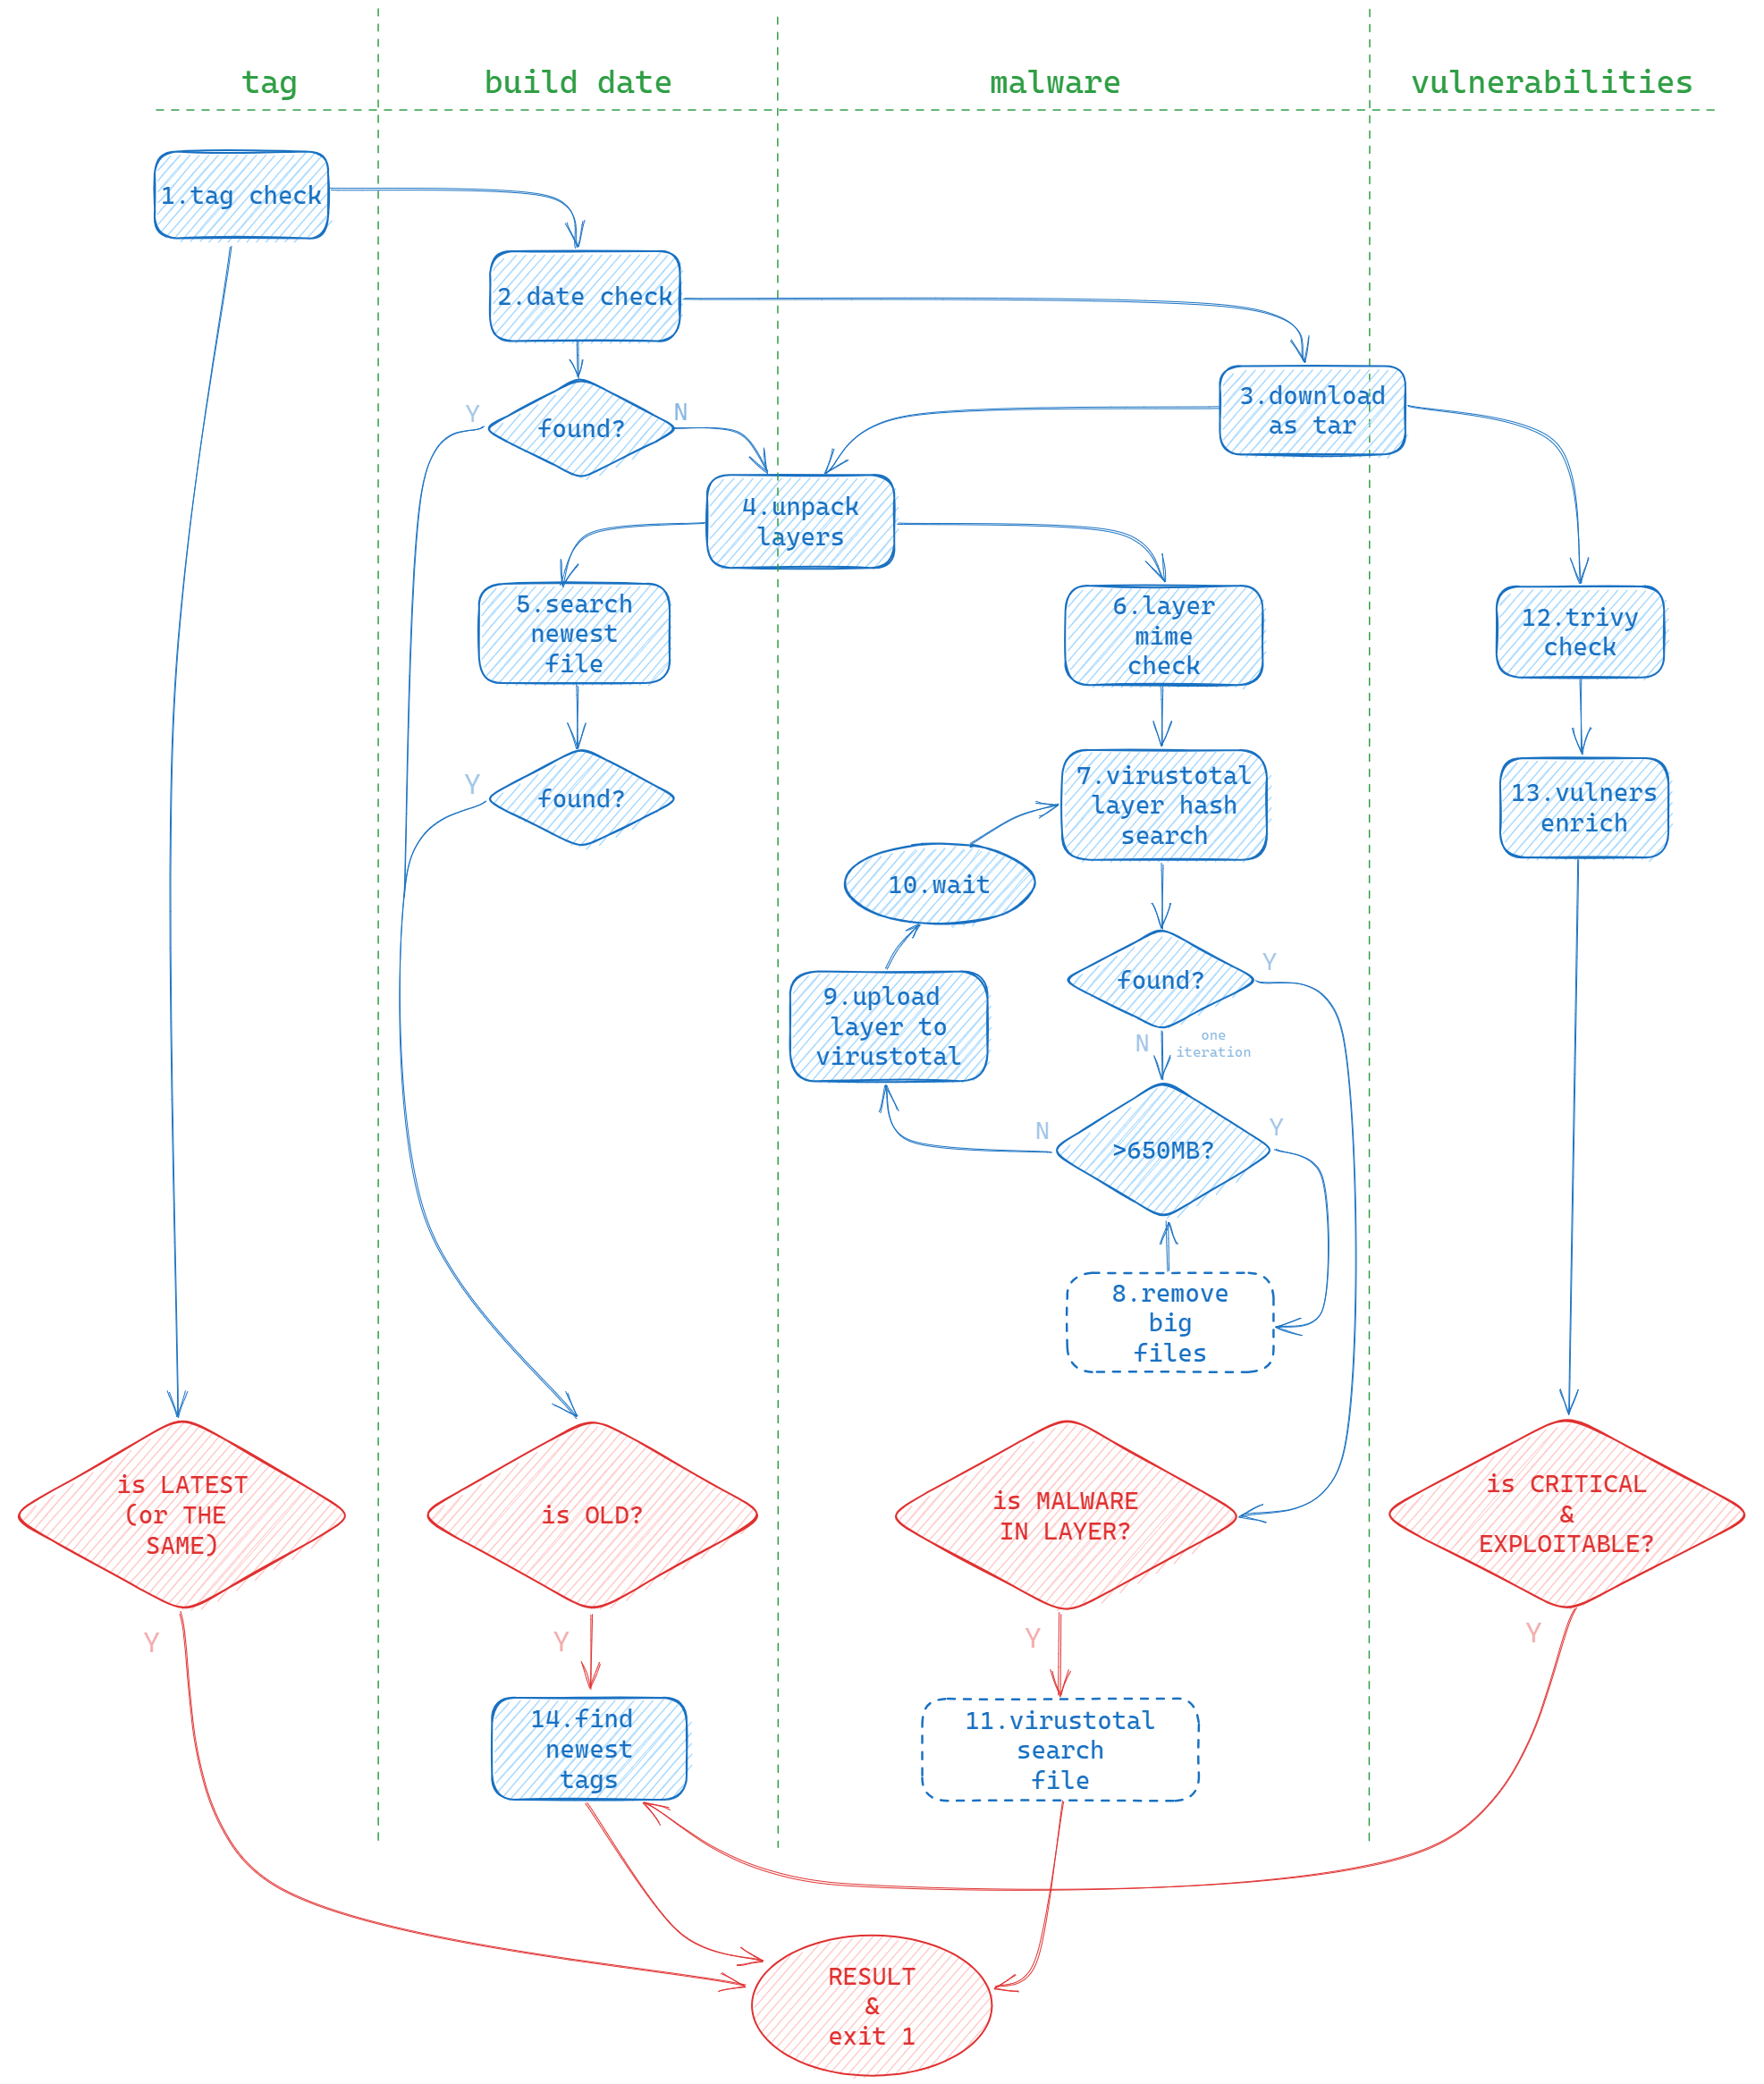 tag
build date
malware
vulnerabilities
1.tag check
2.date check
3.download
as tar
Y
found?
N
4.unpack
layers
5.search
newest
file
6.layer
mime
check
12.trivy
check
Y
found?
7.virustotal
layer hash
search
13.vulners
enrich
10.wait
found?
Y
9.upload
layer to
virustotal
N
one
iteration
N
>650MB?
Y
8.remove
big
files
is LATEST
(or THE
SAME)
is OLD?
is MALWARE
IN LAYER?
is CRITICAL
&
EXPLOITABLE?
Y
Y
Y
Y
14.find
newest
tags
11.virustotal
search
file
RESULT
&
exit 1